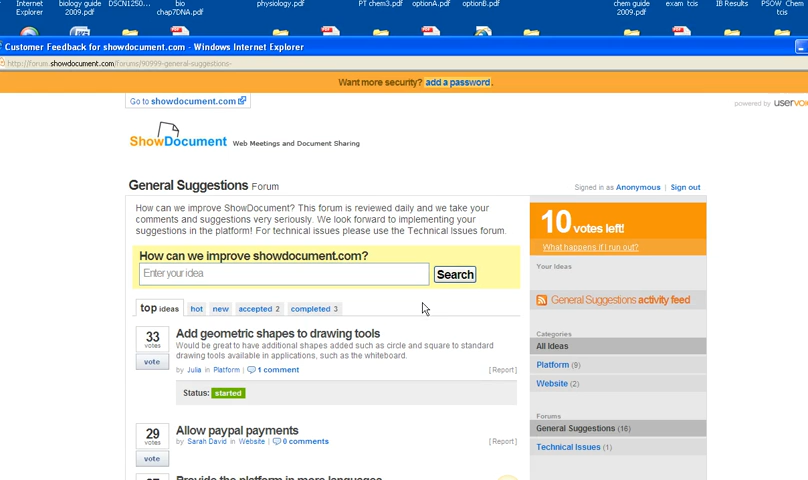 Internet
Explorer
biology guide
2009.pdf
DSCN1250...
bio
chap7DNA.pdf
physiology.pdf
PT chem3.pdf
optionA.pdf
optionB.pdf
chem guide
2009.pdf
exam tcis
IB Results
PSOW Chem
tcis
Customer Feedback for showdocument.com - Windows Internet Explorer
http://forum.showdocument.com/forums/90999-general-suggestions-
Want more security? add a password.
Go to showdocument.com
powered by uservoi
ShowDocument Web Meetings and Document Sharing
General Suggestions Forum
Signed in as Anonymous | Sign out
How can we improve ShowDocument? This forum is reviewed daily and we take your
comments and suggestions very seriously. We look forward to implementing your
suggestions in the platform! For technical issues please use the Technical Issues forum.
10 votes left!
What happens if I run out?
How can we improve showdocument.com?
Enter your idea
Search
Your Ideas
General Suggestions activity feed
top ideas hot new accepted 2 completed 3
Categories
All Ideas
Platform (9)
Website (2)
33
votes
vote
Add geometric shapes to drawing tools
Would be great to have additional shapes added such as circle and square to standard
drawing tools available in applications, such as the whiteboard.
by Julia in Platform | 1 comment
[ Report ]
Status: started
Forums
General Suggestions (16)
Technical Issues (1)
29
votes
vote
Allow paypal payments
by Sarah David in Website | 0 comments
[ Report ]
Provide the platform in more languages